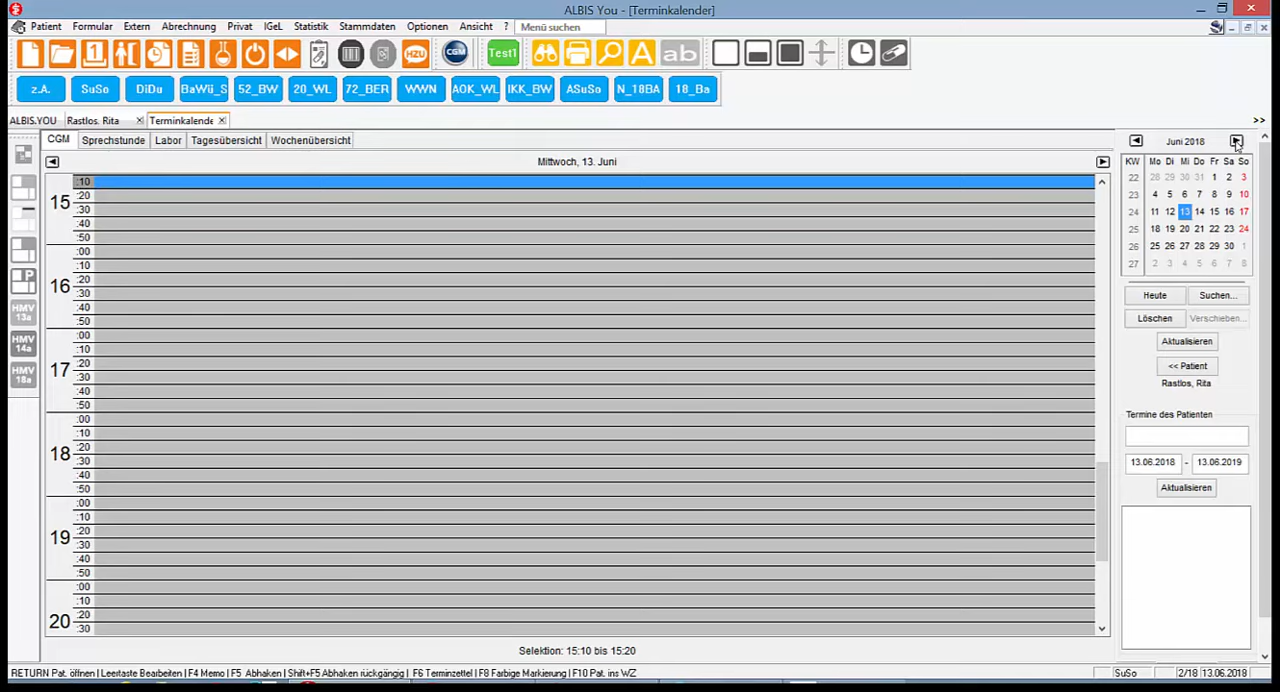 ALBIS You - [Terminkalender]
Patient Formular Extern Abrechnung Privat IGeL Statistik Stammdaten Optionen Ansicht ? Menü suchen
1 HZU CGM Test1 A ab
z.A. SuSo DiDu BaWü_S 52_BW 20_WL 72_BER WWN AOK_WL IKK_BW ASuSo N_18BA 18_Ba
ALBIS.YOU Rastlos, Rita × Terminkalende × >>
CGM Sprechstunde Labor Tagesübersicht Wochenübersicht
Mittwoch, 13. Juni
15
:10
:20
:30
:40
:50
16
:00
:10
:20
:30
:40
:50
17
:00
:10
:20
:30
:40
:50
18
:00
:10
:20
:30
:40
:50
19
:00
:10
:20
:30
:40
:50
20
:00
:10
:20
:30
P
HMV 13a
HMV 14a
HMV 18a
Juni 2018
KW Mo Di Mi Do Fr Sa So
22 28 29 30 31 1 2 3
23 4 5 6 7 8 9 10
24 11 12 13 14 15 16 17
25 18 19 20 21 22 23 24
26 25 26 27 28 29 30 1
27 2 3 4 5 6 7 8
Heute Suchen...
Löschen Verschieben...
Aktualisieren
<< Patient
Rastlos, Rita
Termine des Patienten
13.06.2018 - 13.06.2019
Aktualisieren
Selektion: 15:10 bis 15:20
RETURN Pat. öffnen | Leertaste Bearbeiten | F4 Memo | F5 Abhaken | Shift+F5 Abhaken rückgängig | F6 Terminzettel | F8 Farbige Markierung | F10 Pat. ins WZ SuSo 2/18 13.06.2018